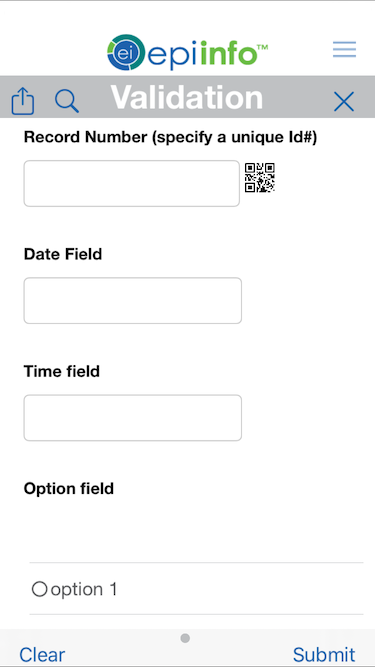 ei epiinfo™
Validation
Record Number (specify a unique Id#)
Date Field
Time field
Option field
option 1
Clear Submit